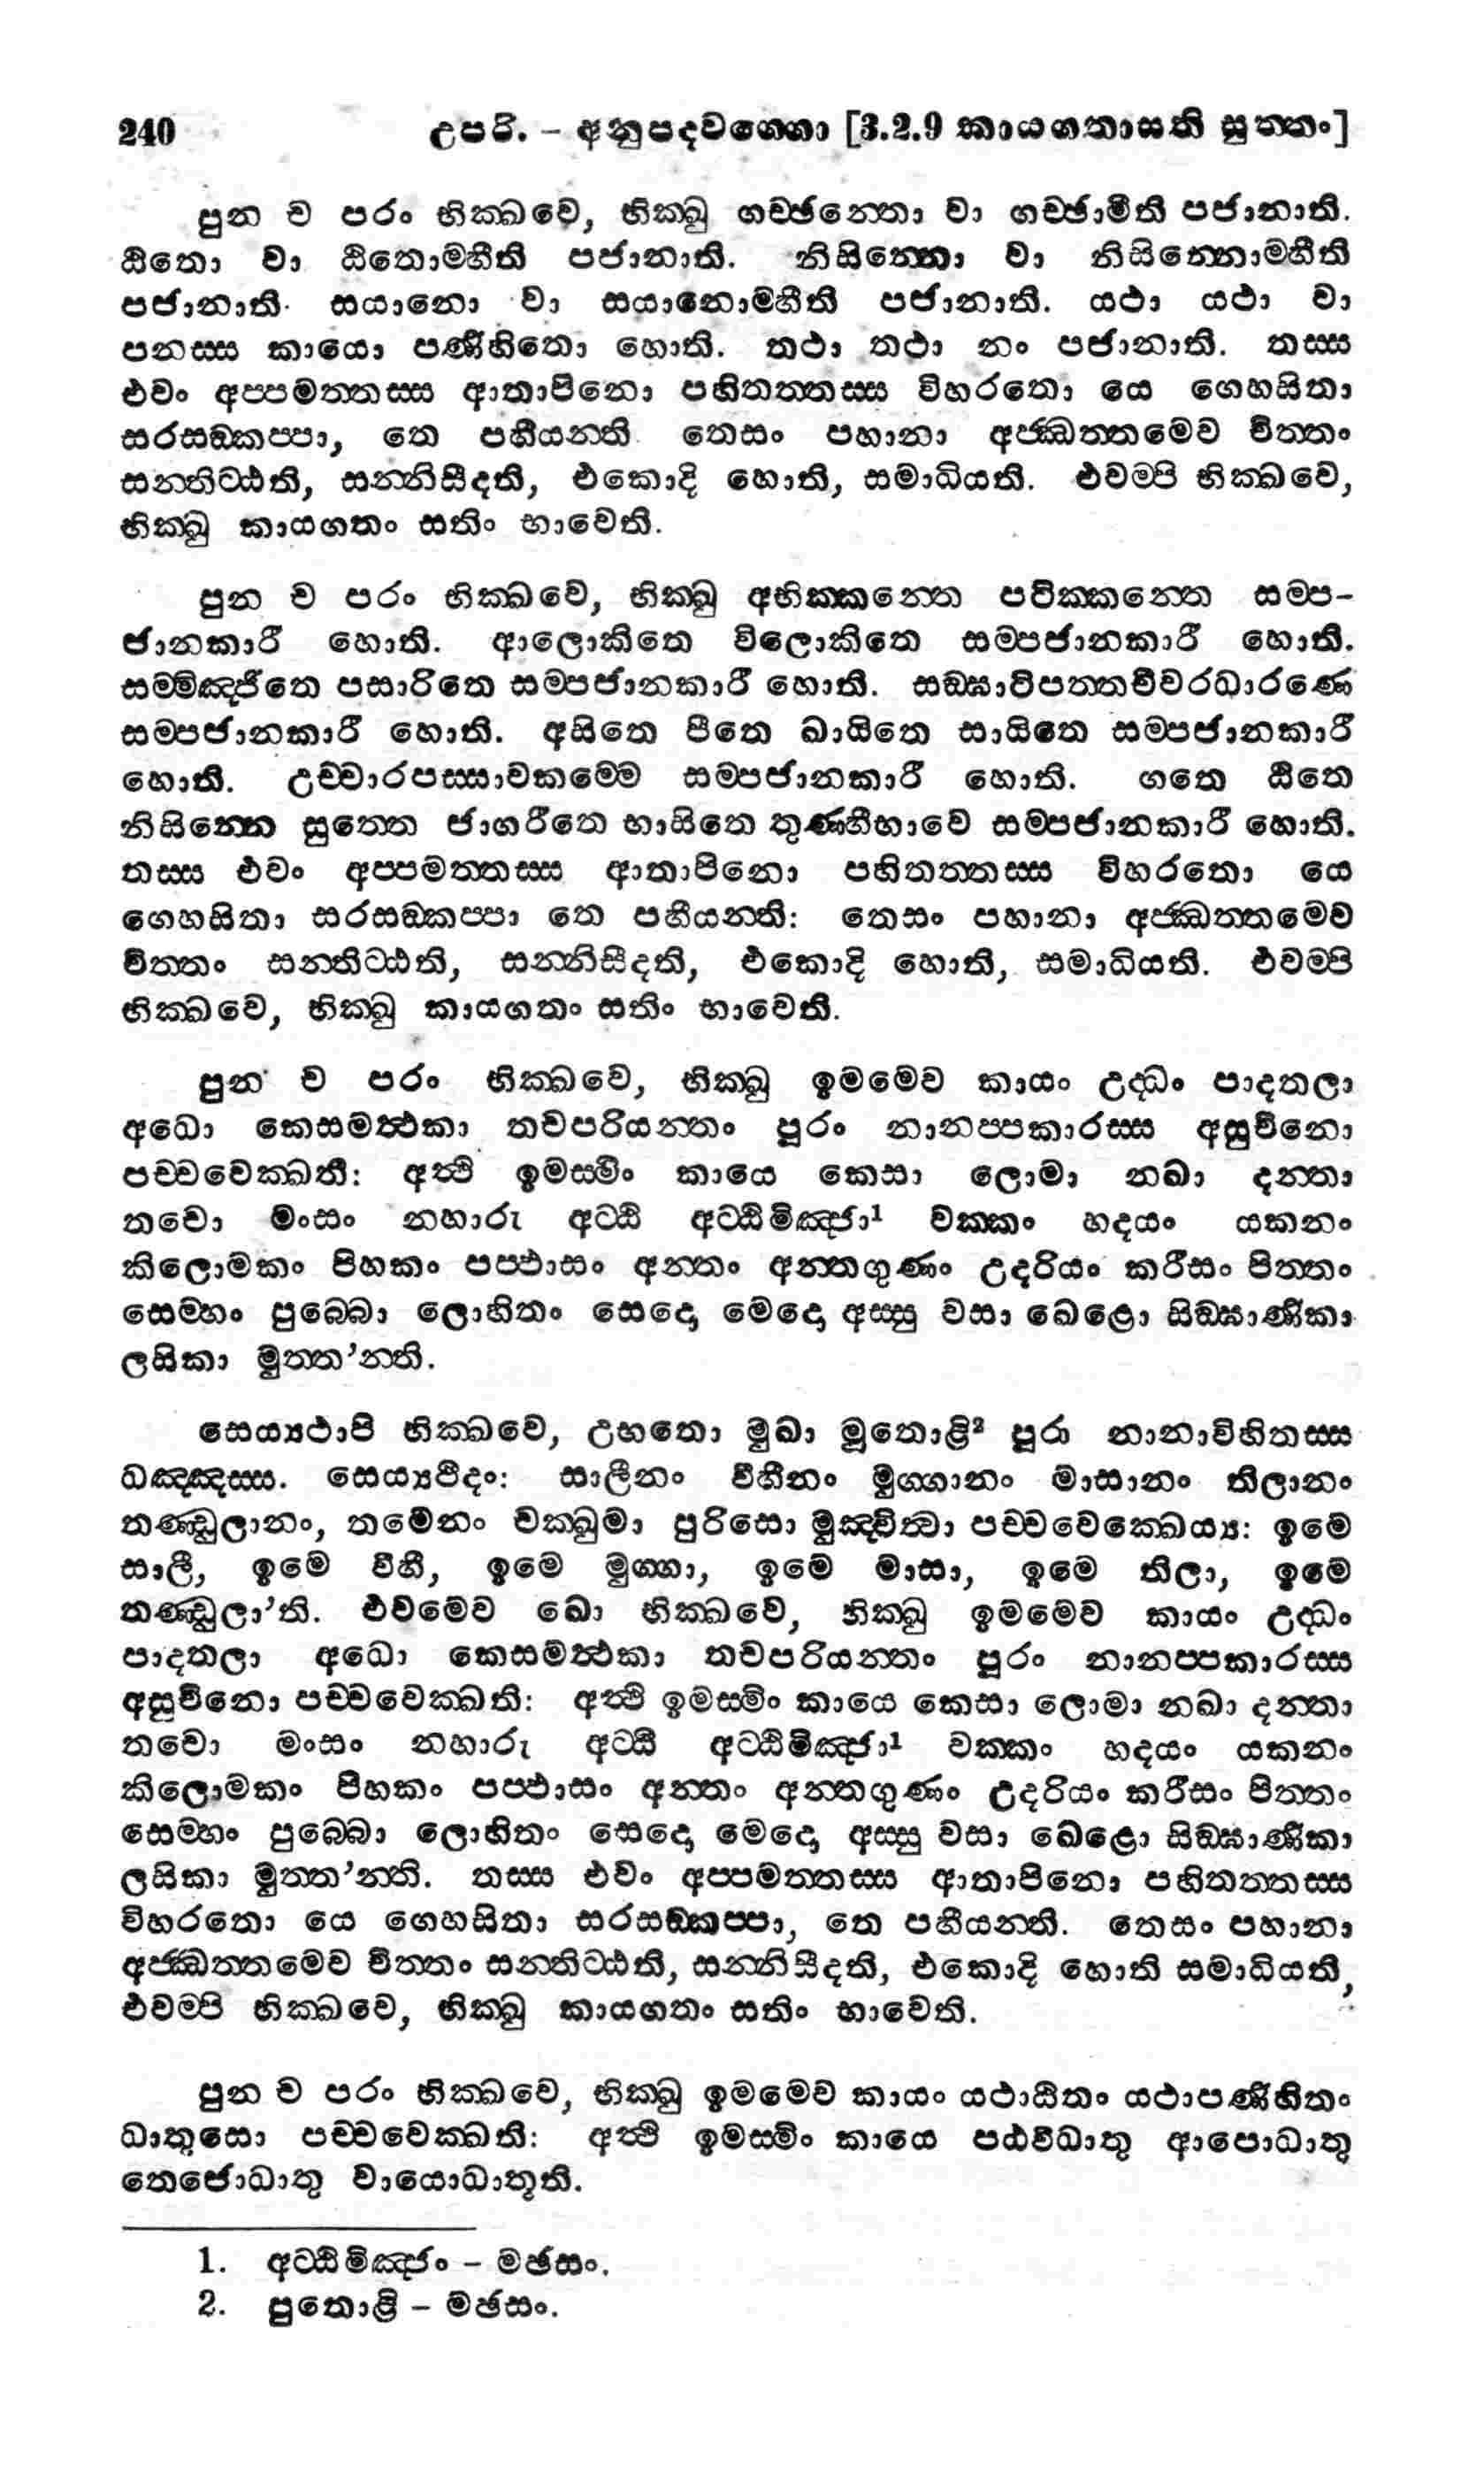 240 උපරි. – අනුපදවග්ගො [3.2.9 කායගතාසති සුත්තං]
පුන ච පරං භික්ඛවෙ, භික්ඛු ගච්ඡන්තො වා ගච්ඡාමීති පජානාති.
ඨිතො වා ඨිතොමහීති පජානාති. නිසින්නො වා නිසින්නොමහීති
පජානාති. සයානො වා සයානොමහීති පජානාති. යථා යථා වා
පනස්ස කායො පණිහිතො හොති. තථා තථා නං පජානාති. තස්ස
එවං අප්පමත්තස්ස ආතාපිනො පහිතත්තස්ස විහරතො යෙ ගෙහසිතා
සරසඞ්කප්පා, තෙ පහීයන්ති තෙසං පහානා අජ්ඣත්තමෙව චිත්තං
සන්තිට්ඨති, සන්නිසීදති, එකොදි හොති, සමාධියති. එවම්පි භික්ඛවෙ,
භික්ඛු කායගතං සතිං භාවෙති.
පුන ච පරං භික්ඛවෙ, භික්ඛු අභික්කන්තෙ පටික්කන්තෙ සම්ප-
ජානකාරී හොති. ආලොකිතෙ විලොකිතෙ සම්පජානකාරී හොති.
සම්මිඤ්ජිතෙ පසාරිතෙ සම්පජානකාරී හොති. සඞ්ඝාටිපත්තචීවරධාරණෙ
සම්පජානකාරී හොති. අසිතෙ පීතෙ ඛායිතෙ සායිතෙ සම්පජානකාරී
හොති. උච්චාරපස්සාවකම්මෙ සම්පජානකාරී හොති. ගතෙ ඨිතෙ
නිසින්නෙ සුත්තෙ ජාගරිතෙ භාසිතෙ තුණ්හීභාවෙ සම්පජානකාරී හොති.
තස්ස එවං අප්පමත්තස්ස ආතාපිනො පහිතත්තස්ස විහරතො යෙ
ගෙහසිතා සරසඞ්කප්පා තෙ පහීයන්ති: තෙසං පහානා අජ්ඣත්තමෙව
චිත්තං සන්තිට්ඨති, සන්නිසීදති, එකොදි හොති, සමාධියති. එවම්පි
භික්ඛවෙ, භික්ඛු කායගතං සතිං භාවෙති.
පුන ච පරං භික්ඛවෙ, භික්ඛු ඉමමෙව කායං උද්ධං පාදතලා
අධො කෙසමත්ථකා තචපරියන්තං පූරං නානප්පකාරස්ස අසුචිනො
පච්චවෙක්ඛති: අත්ථි ඉමස්මිං කායෙ කෙසා ලොමා නඛා දන්තා
තචො මංසං නහාරු අට්ඨි අට්ඨිමිඤ්ජා¹ වක්කං හදයං යකනං
කිලොමකං පිහකං පප්ඵාසං අන්තං අන්තගුණං උදරියං කරීසං පිත්තං
සෙම්හං පුබ්බො ලොහිතං සෙදො මෙදො අස්සු වසා ඛෙළො සිඞ්ඝාණිකා
ලසිකා මුත්ත’න්ති.
සෙය්‍යථාපි භික්ඛවෙ, උභතො මුඛා මූතොළි² පූරා නානාවිහිතස්ස
ධඤ්ඤස්ස. සෙය්‍යථීදං: සාලීනං වීහීනං මුග්ගානං මාසානං තිලානං
තණ්ඩුලානං, තමෙනං චක්ඛුමා පුරිසො මුඤ්චිත්වා පච්චවෙක්ඛෙය්‍ය: ඉමෙ
සාලී, ඉමෙ වීහී, ඉමෙ මුග්ගා, ඉමෙ මාසා, ඉමෙ තිලා, ඉමෙ
තණ්ඩුලා’ති. එවමෙව ඛො භික්ඛවෙ, භික්ඛු ඉමමෙව කායං උද්ධං
පාදතලා අධො කෙසමත්ථකා තචපරියන්තං පූරං නානප්පකාරස්ස
අසුචිනො පච්චවෙක්ඛති: අත්ථි ඉමස්මිං කායෙ කෙසා ලොමා නඛා දන්තා
තචො මංසං නහාරු අට්ඨි අට්ඨිමිඤ්ජා¹ වක්කං හදයං යකනං
කිලොමකං පිහකං පප්ඵාසං අන්තං අන්තගුණං උදරියං කරීසං පිත්තං
සෙම්හං පුබ්බො ලොහිතං සෙදො මෙදො අස්සු වසා ඛෙළො සිඞ්ඝාණිකා
ලසිකා මුත්ත’න්ති. තස්ස එවං අප්පමත්තස්ස ආතාපිනො පහිතත්තස්ස
විහරතො යෙ ගෙහසිතා සරසඞ්කප්පා, තෙ පහීයන්ති. තෙසං පහානා
අජ්ඣත්තමෙව චිත්තං සන්තිට්ඨති, සන්නිසීදති, එකොදි හොති සමාධියති,
එවම්පි භික්ඛවෙ, භික්ඛු කායගතං සතිං භාවෙති.
පුන ච පරං භික්ඛවෙ, භික්ඛු ඉමමෙව කායං යථාඨිතං යථාපණිහිතං
ධාතුසො පච්චවෙක්ඛති: අත්ථි ඉමස්මිං කායෙ පඨවිධාතු ආපොධාතු
තෙජොධාතු වායොධාතූති.
1. අට්ඨිමිඤ්ජං – මඡසං.
2. පුතොළි – මඡසං.